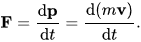 F = dp/dt = d(mv)/dt.